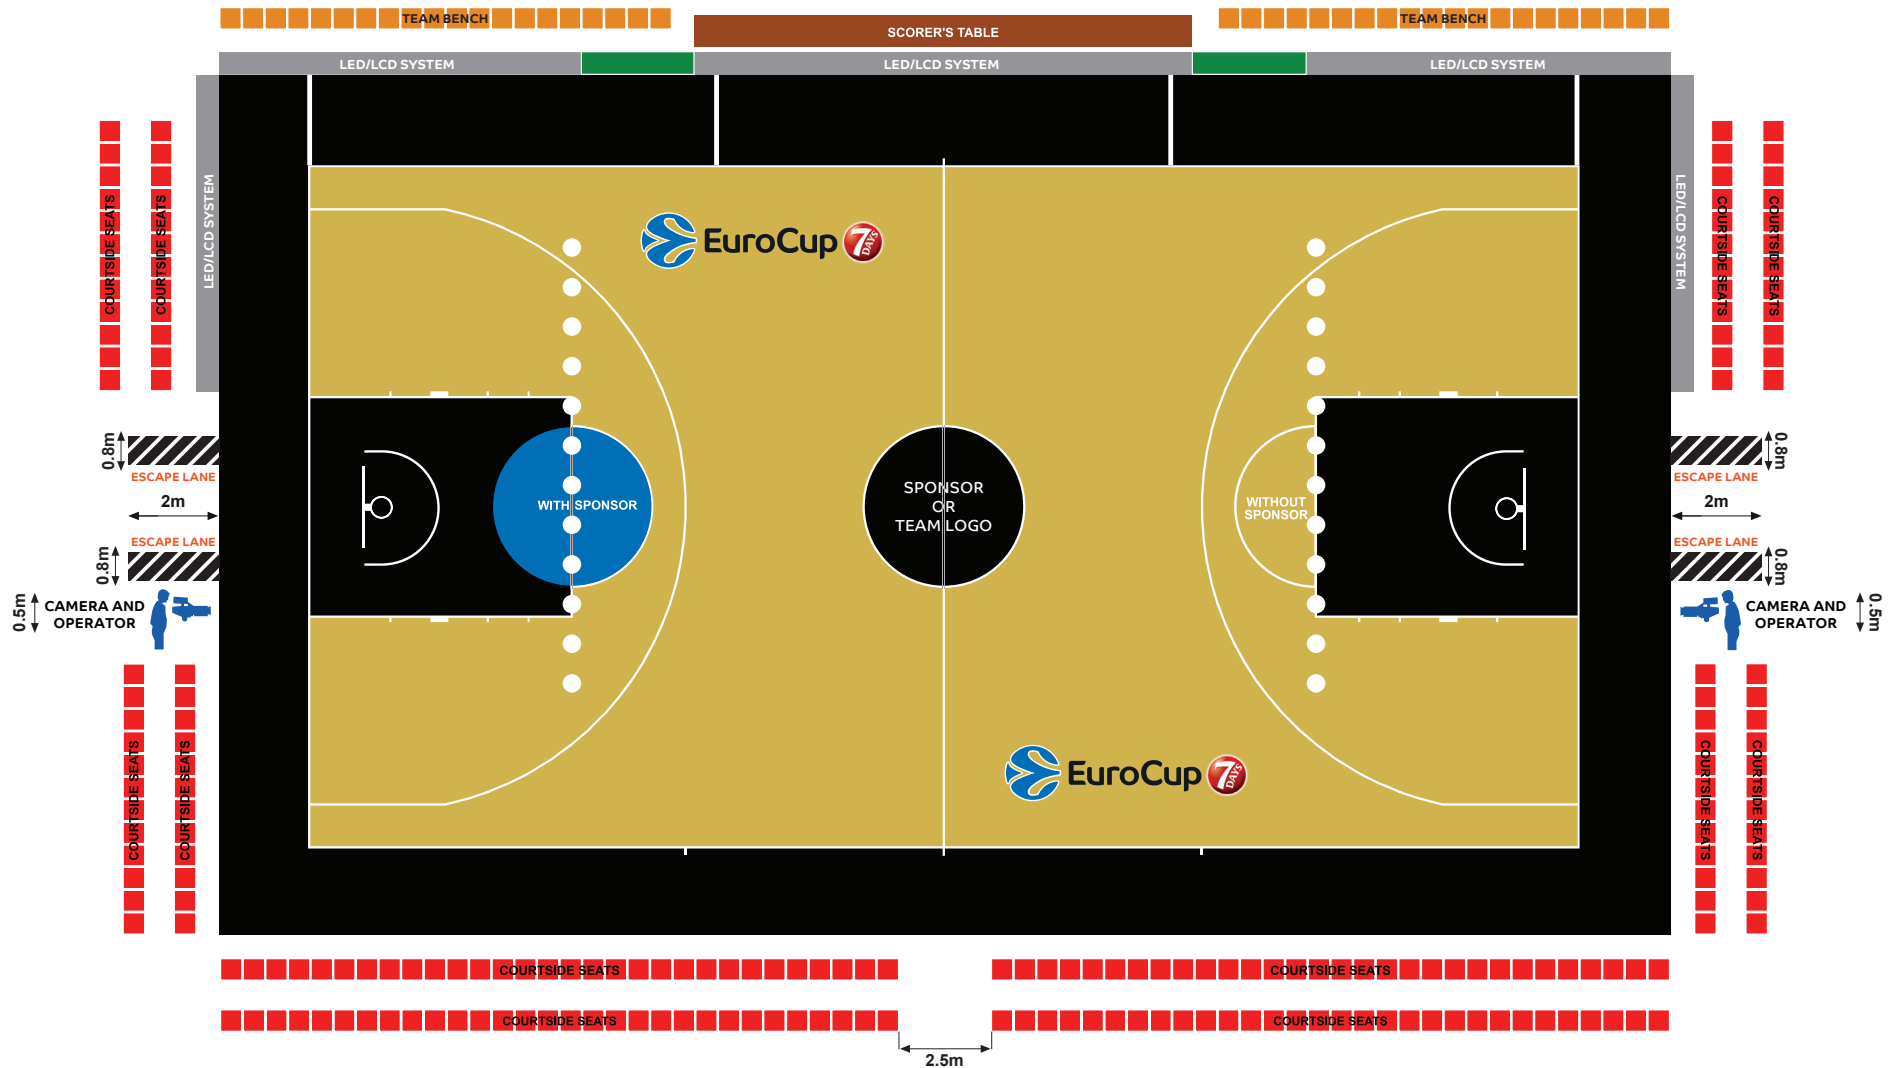 TEAM BENCH
TEAM BENCH
SCORER'S TABLE
LED/LCD SYSTEM
LED/LCD SYSTEM
LED/LCD SYSTEM
COURTSIDE SEATS
COURTSIDE SEATS
LED/LCD SYSTEM
LED/LCD SYSTEM
COURTSIDE SEATS
COURTSIDE SEATS
EuroCup 7 DAYS
0.8m
ESCAPE LANE
2m
ESCAPE LANE
0.8m
0.5m
CAMERA AND
OPERATOR
WITH SPONSOR
SPONSOR
OR
TEAM LOGO
WITHOUT
SPONSOR
0.8m
ESCAPE LANE
2m
ESCAPE LANE
0.8m
CAMERA AND
OPERATOR
0.5m
EuroCup 7 DAYS
COURTSIDE SEATS
COURTSIDE SEATS
COURTSIDE SEATS
COURTSIDE SEATS
COURTSIDE SEATS
COURTSIDE SEATS
COURTSIDE SEATS
COURTSIDE SEATS
2.5m